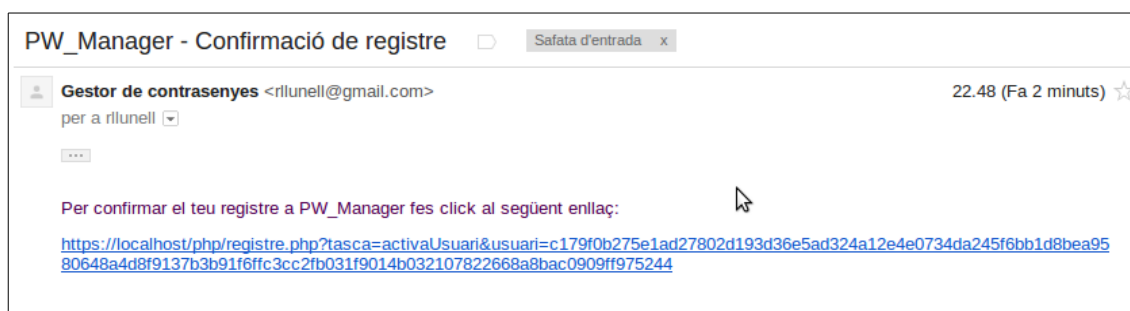 PW_Manager - Confirmació de registre Safata d'entrada x
Gestor de contrasenyes <rllunell@gmail.com> 22.48 (Fa 2 minuts)
per a rllunell
Per confirmar el teu registre a PW_Manager fes click al següent enllaç:
https://localhost/php/registre.php?tasca=activaUsuari&usuari=c179f0b275e1ad27802d193d36e5ad324a12e4e0734da245f6bb1d8bea95
80648a4d8f9137b3b91f6ffc3cc2fb031f9014b032107822668a8bac0909ff975244